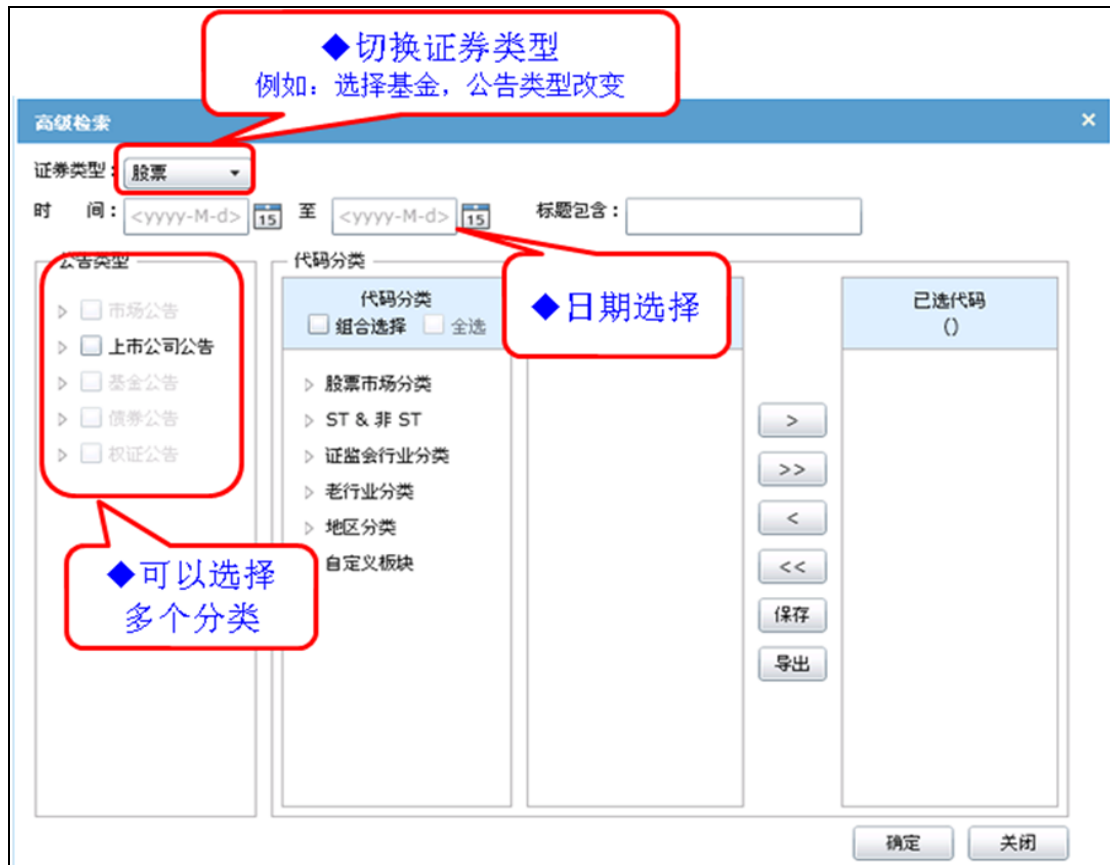 ◆切换证券类型
例如：选择基金，公告类型改变
高级检索
证券类型：股票
时 间：<yyyy-M-d> 15 至 <yyyy-M-d> 15 标题包含：
公告类型
市场公告
上市公司公告
基金公告
债券公告
权证公告
◆可以选择
多个分类
代码分类
代码分类
组合选择 全选
◆日期选择
股票市场分类
ST & 非 ST
证监会行业分类
老行业分类
地区分类
自定义板块
>
>>
<
<<
保存
导出
已选代码
()
确定 关闭